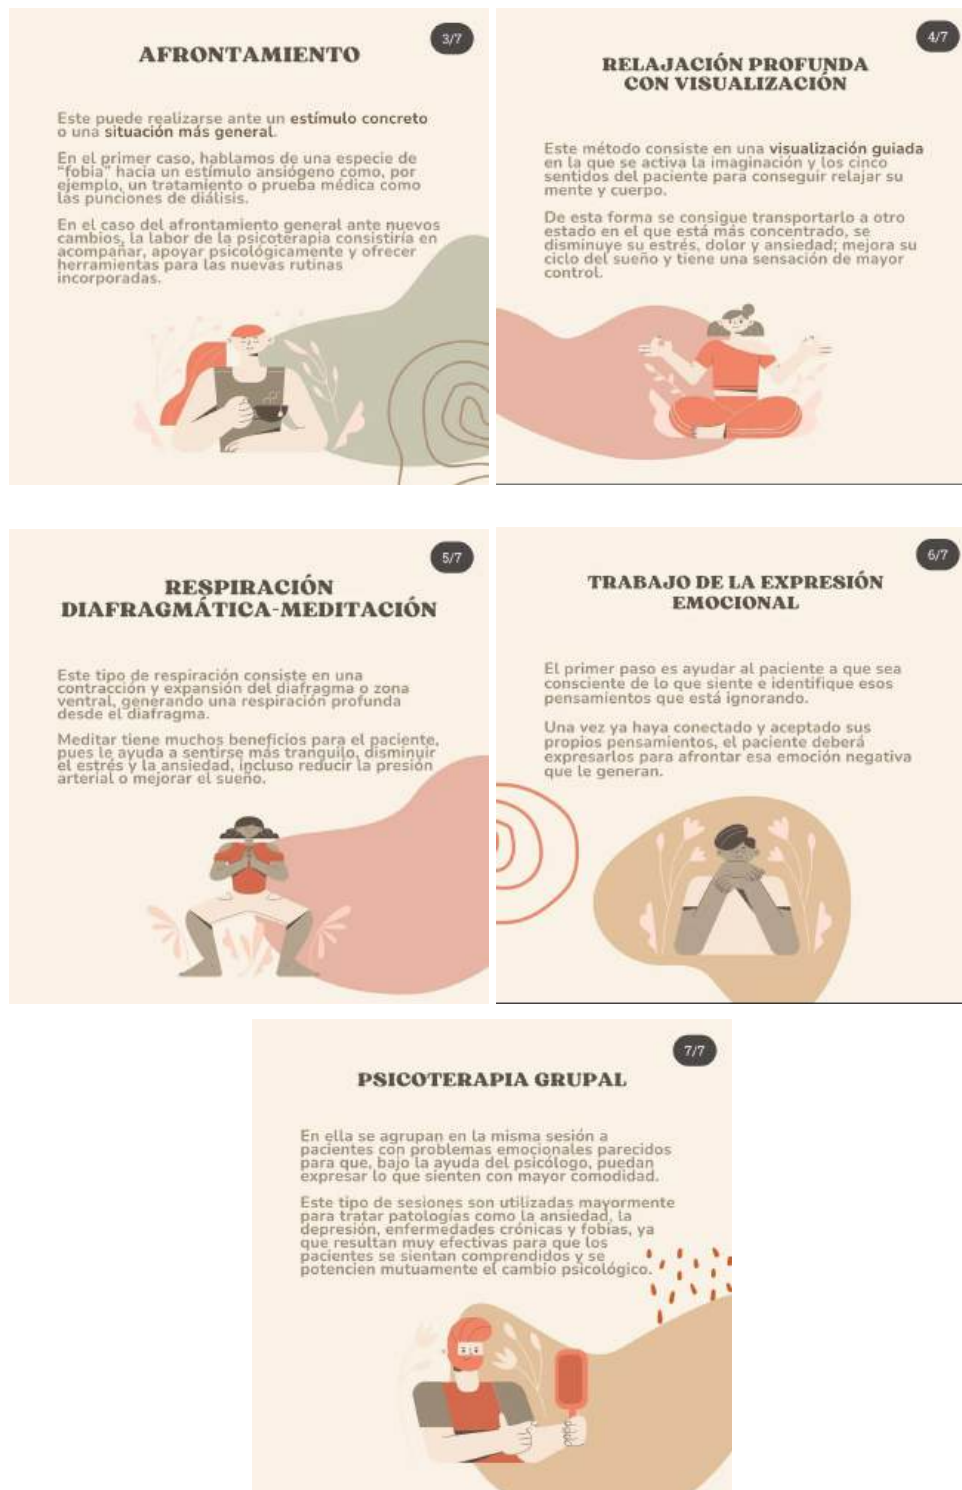 3/7
AFRONTAMIENTO
Este puede realizarse ante un estímulo concreto
o una situación más general.
En el primer caso, hablamos de una especie de
“fobia” hacia un estímulo ansiógeno como, por
ejemplo, un tratamiento o prueba médica como
las punciones de diálisis.
En el caso del afrontamiento general ante nuevos
cambios, la labor de la psicoterapia consistiría en
acompañar, apoyar psicológicamente y ofrecer
herramientas para las nuevas rutinas
incorporadas.
4/7
RELAJACIÓN PROFUNDA
CON VISUALIZACIÓN
Este método consiste en una visualización guiada
en la que se activa la imaginación y los cinco
sentidos del paciente para conseguir relajar su
mente y cuerpo.
De esta forma se consigue transportarlo a otro
estado en el que está más concentrado, se
disminuye su estrés, dolor y ansiedad; mejora su
ciclo del sueño y tiene una sensación de mayor
control.
5/7
RESPIRACIÓN
DIAFRAGMÁTICA-MEDITACIÓN
Este tipo de respiración consiste en una
contracción y expansión del diafragma o zona
ventral, generando una respiración profunda
desde el diafragma.
Meditar tiene muchos beneficios para el paciente,
pues le ayuda a sentirse más tranquilo, disminuir
el estrés y la ansiedad, incluso reducir la presión
arterial o mejorar el sueño.
6/7
TRABAJO DE LA EXPRESIÓN
EMOCIONAL
El primer paso es ayudar al paciente a que sea
consciente de lo que siente e identifique esos
pensamientos que está ignorando.
Una vez ya haya conectado y aceptado sus
propios pensamientos, el paciente deberá
expresarlos para afrontar esa emoción negativa
que le generan.
7/7
PSICOTERAPIA GRUPAL
En ella se agrupan en la misma sesión a
pacientes con problemas emocionales parecidos
para que, bajo la ayuda del psicólogo, puedan
expresar lo que sienten con mayor comodidad.
Este tipo de sesiones son utilizadas mayormente
para tratar patologías como la ansiedad, la
depresión, enfermedades crónicas y fobias, ya
que resultan muy efectivas para que los
pacientes se sientan comprendidos y se
potencien mutuamente el cambio psicológico.